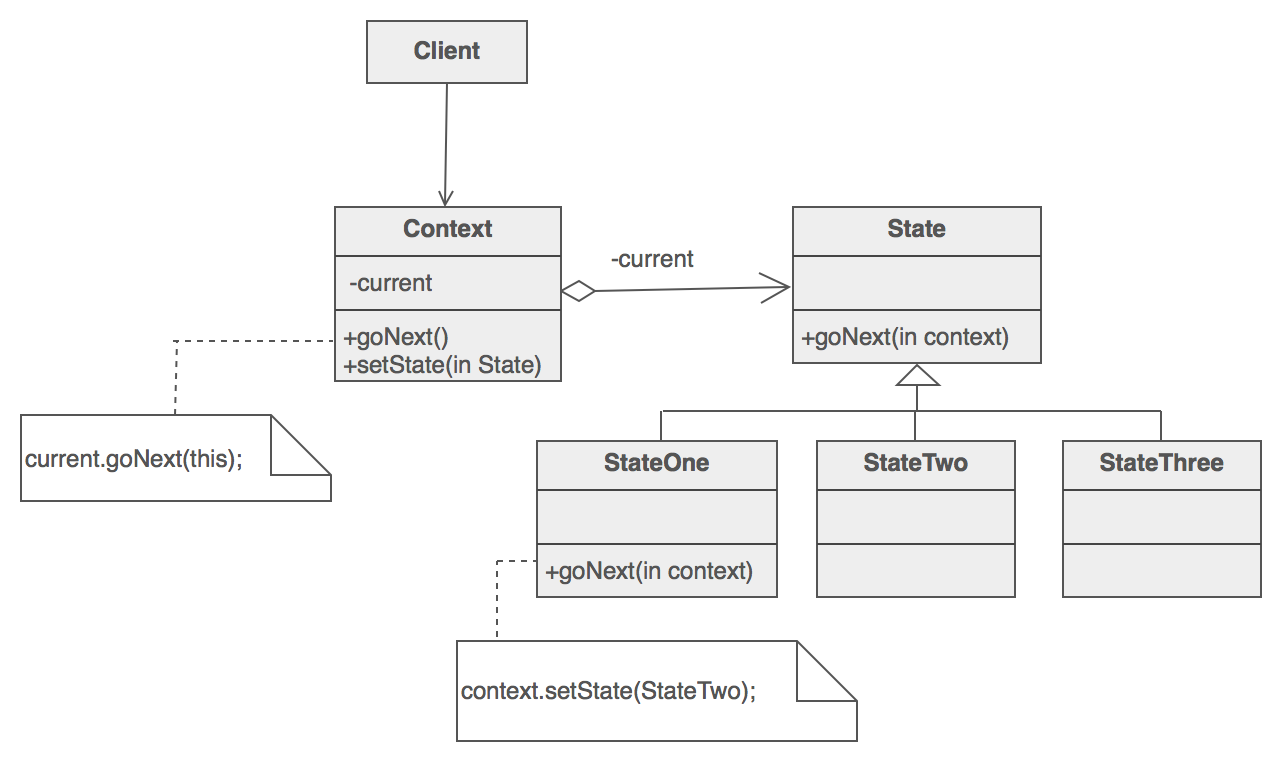 Client
Context
-current
+goNext()
+setState(in State)
-current
State
+goNext(in context)
current.goNext(this);
StateOne
+goNext(in context)
StateTwo
StateThree
context.setState(StateTwo);